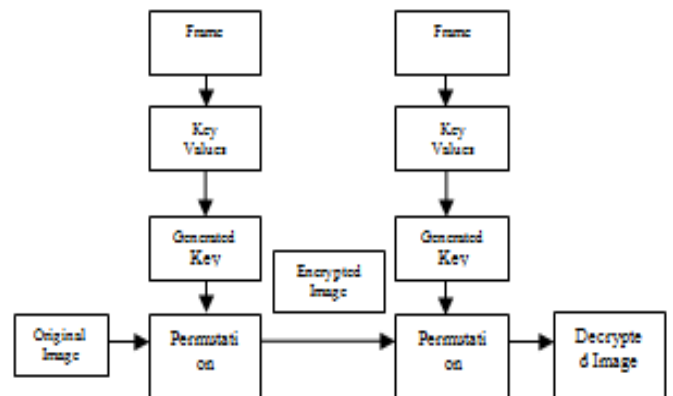 Frame
Frame
Key
Values
Key
Values
Generated
Key
Generated
Key
Encrypted
Image
Original
Image
Permutati
on
Permutati
on
Decrypte
d Image